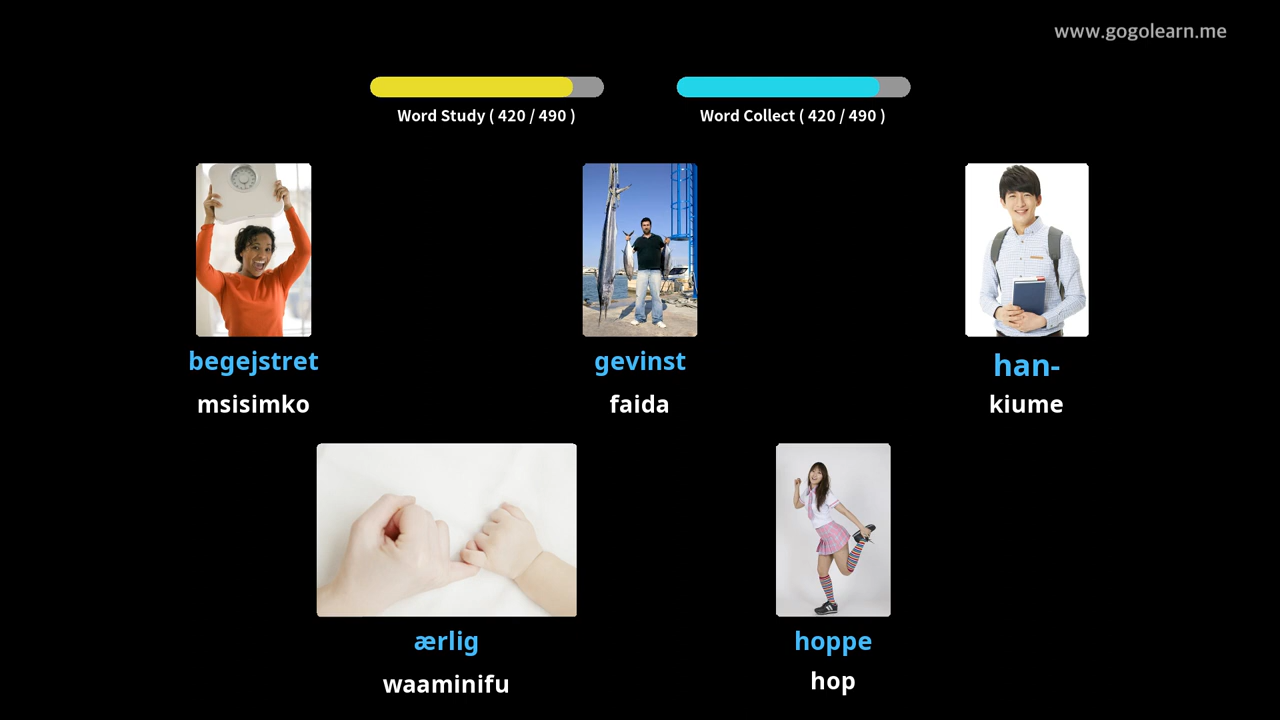 www.gogolearn.me
Word Study ( 420 / 490 )
Word Collect ( 420 / 490 )
begejstret
msisimko
gevinst
faida
han-
kiume
ærlig
waaminifu
hoppe
hop